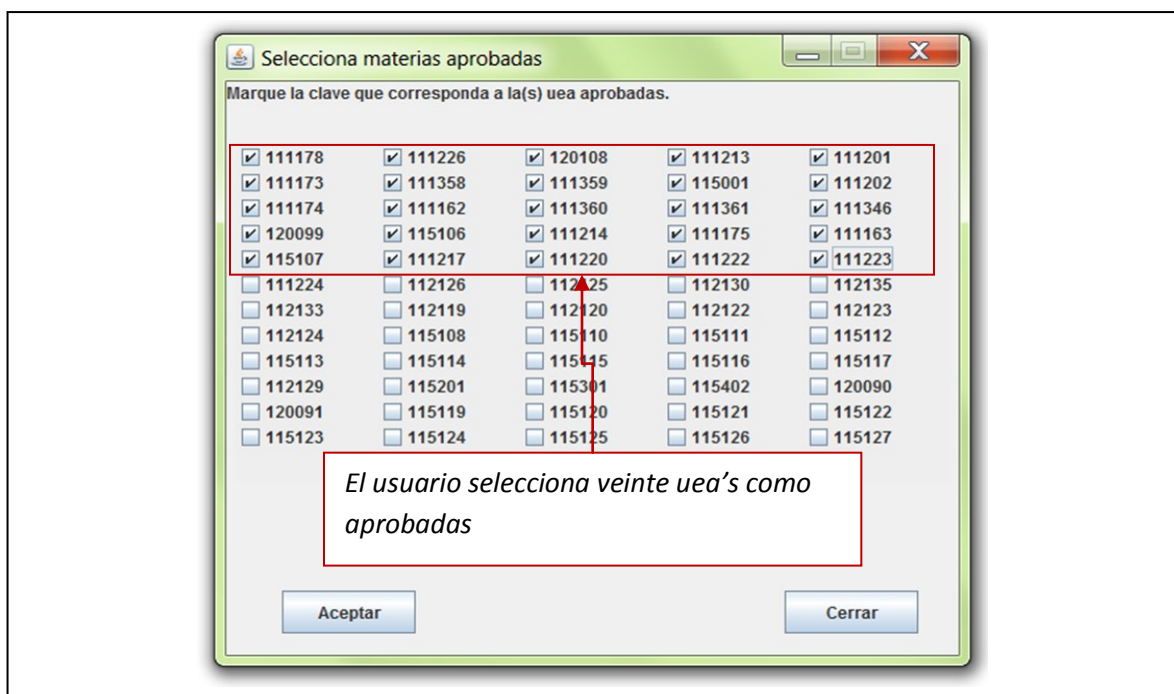 Selecciona materias aprobadas
Marque la clave que corresponda a la(s) uea aprobadas.
111178 111226 120108 111213 111201
111173 111358 111359 115001 111202
111174 111162 111360 111361 111346
120099 115106 111214 111175 111163
115107 111217 111220 111222 111223
111224 112126 112125 112130 112135
112133 112119 112120 112122 112123
112124 115108 115110 115111 115112
115113 115114 115115 115116 115117
112129 115201 115301 115402 120090
120091 115119 115120 115121 115122
115123 115124 115125 115126 115127
El usuario selecciona veinte uea’s como
aprobadas
Aceptar Cerrar